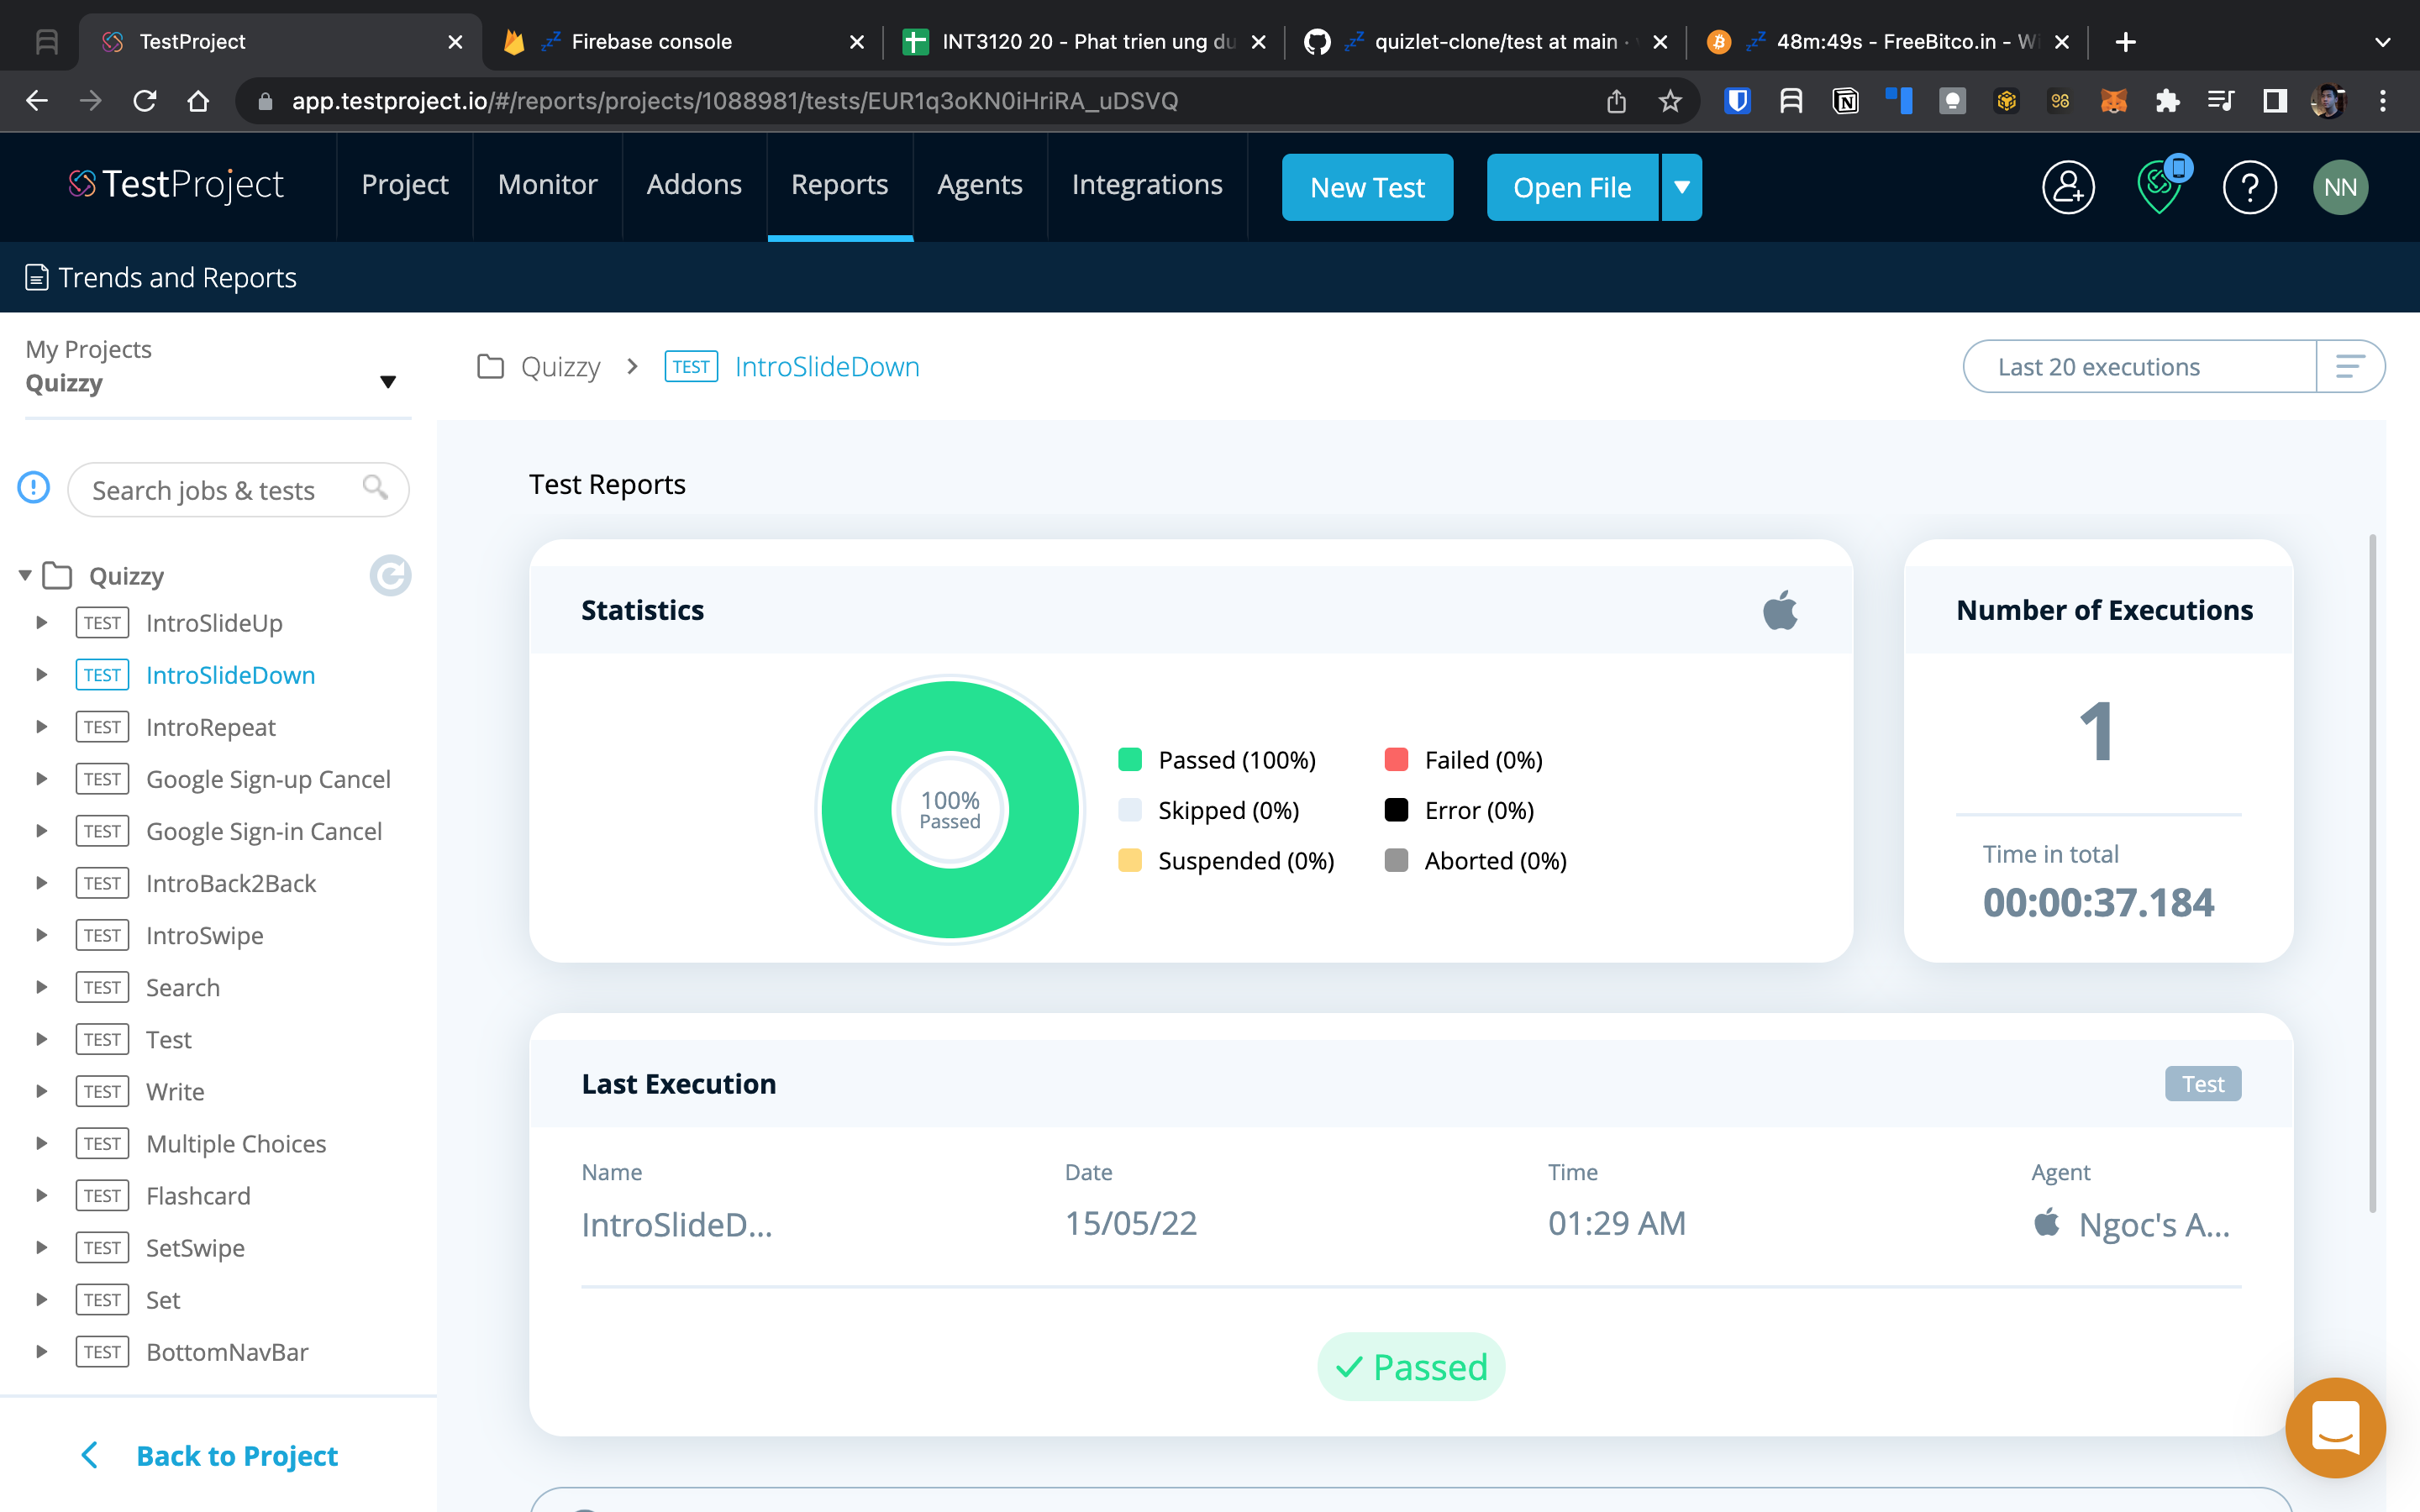 TestProject
Firebase console
INT3120 20 - Phat trien ung du
quizlet-clone/test at main ·
48m:49s - FreeBitco.in - Wi
app.testproject.io/#/reports/projects/1088981/tests/EUR1q3oKN0iHriRA_uDSVQ
TestProject
Project
Monitor
Addons
Reports
Agents
Integrations
New Test
Open File
NN
Trends and Reports
My Projects
Quizzy
Quizzy
TEST IntroSlideDown
Last 20 executions
Search jobs & tests
Quizzy
TEST IntroSlideUp
TEST IntroSlideDown
TEST IntroRepeat
TEST Google Sign-up Cancel
TEST Google Sign-in Cancel
TEST IntroBack2Back
TEST IntroSwipe
TEST Search
TEST Test
TEST Write
TEST Multiple Choices
TEST Flashcard
TEST SetSwipe
TEST Set
TEST BottomNavBar
Back to Project
Test Reports
Statistics
100%
Passed
Passed (100%)
Failed (0%)
Skipped (0%)
Error (0%)
Suspended (0%)
Aborted (0%)
Number of Executions
1
Time in total
00:00:37.184
Last Execution
Test
Name
Date
Time
Agent
IntroSlideD...
15/05/22
01:29 AM
Ngoc's A...
Passed